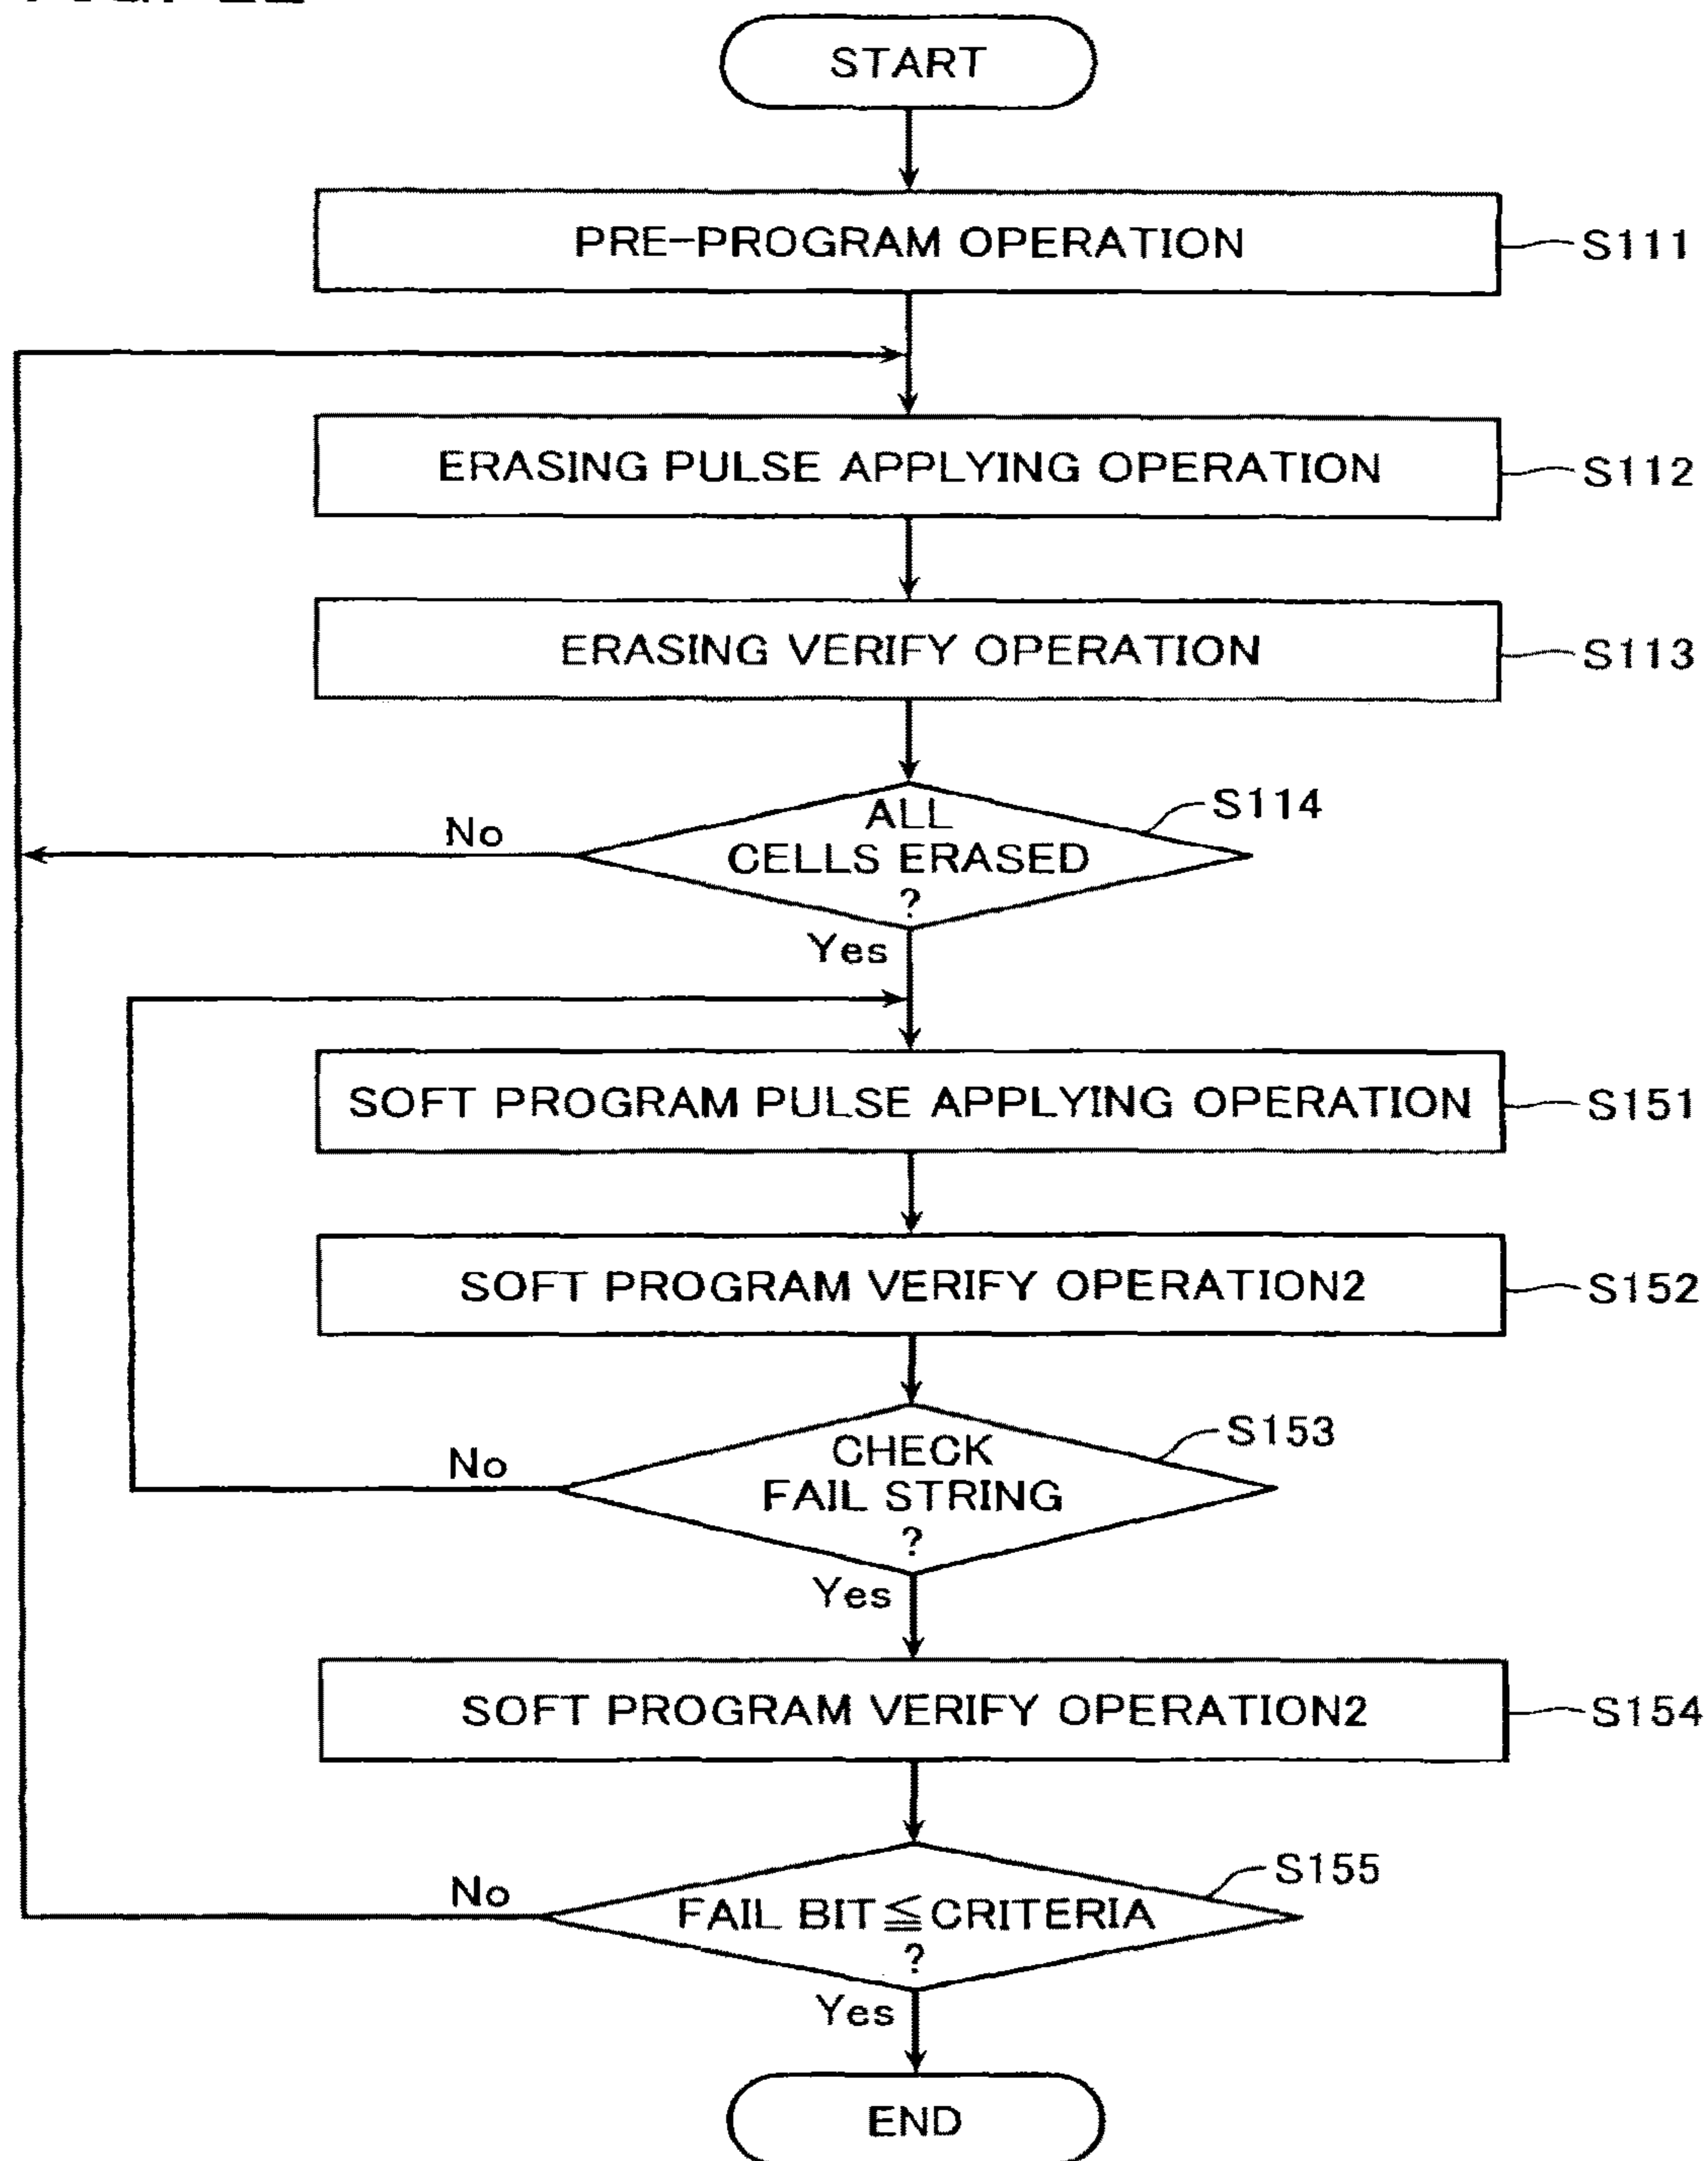 START
PRE-PROGRAM OPERATION
S111
ERASING PULSE APPLYING OPERATION
S112
ERASING VERIFY OPERATION
S113
ALL
CELLS ERASED
?
S114
No
Yes
SOFT PROGRAM PULSE APPLYING OPERATION
S151
SOFT PROGRAM VERIFY OPERATION2
S152
CHECK
FAIL STRING
?
S153
No
Yes
SOFT PROGRAM VERIFY OPERATION2
S154
FAIL BIT≦CRITERIA
?
S155
No
Yes
END